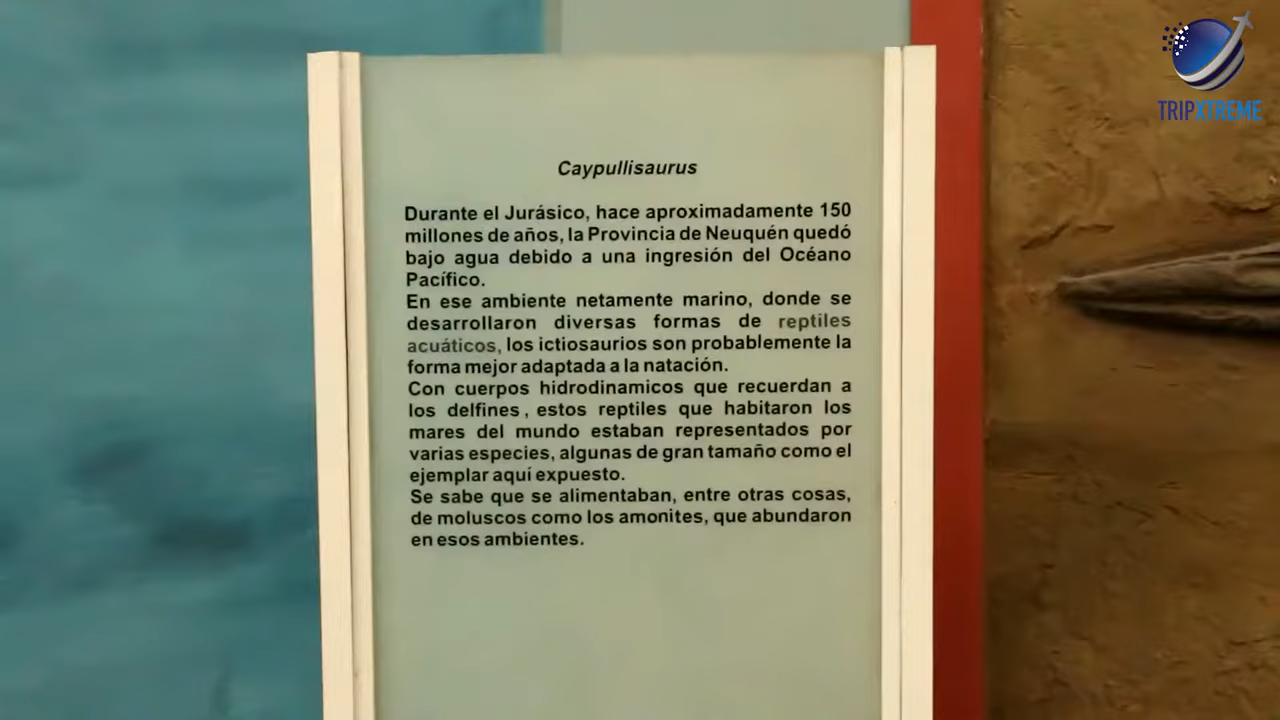 TRIPXTREME
Caypullisaurus
Durante el Jurásico, hace aproximadamente 150
millones de años, la Provincia de Neuquén quedó
bajo agua debido a una ingresión del Océano
Pacífico.
En ese ambiente netamente marino, donde se
desarrollaron diversas formas de reptiles
acuáticos, los ictiosaurios son probablemente la
forma mejor adaptada a la natación.
Con cuerpos hidrodinamicos que recuerdan a
los delfines, estos reptiles que habitaron los
mares del mundo estaban representados por
varias especies, algunas de gran tamaño como el
ejemplar aquí expuesto.
Se sabe que se alimentaban, entre otras cosas,
de moluscos como los amonites, que abundaron
en esos ambientes.